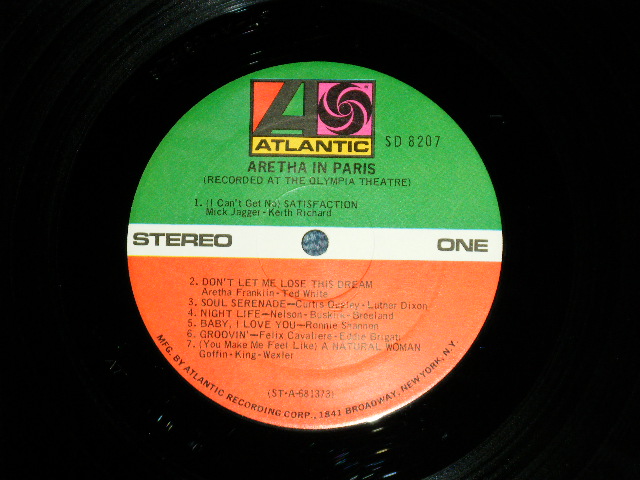 ATLANTIC
SD 8207
ARETHA IN PARIS
(RECORDED AT THE OLYMPIA THEATRE)
1. (I Can't Get No) SATISFACTION
Mick Jagger-Keith Richard
STEREO
ONE
2. DON'T LET ME LOSE THIS DREAM
Aretha Franklin-Ted White
3. SOUL SERENADE-Curtis Ousley-Luther Dixon
4. NIGHT LIFE-Nelson-Buskirk-Breeland
5. BABY, I LOVE YOU-Ronnie Shannon
6. GROOVIN'-Felix Cavaliere-Eddie Brigati
7. (You Make Me Feel Like) A NATURAL WOMAN
Goffin-King-Wexler
(ST-A-681373)
MFG. BY ATLANTIC RECORDING CORP., 1841 BROADWAY, NEW YORK, N.Y.